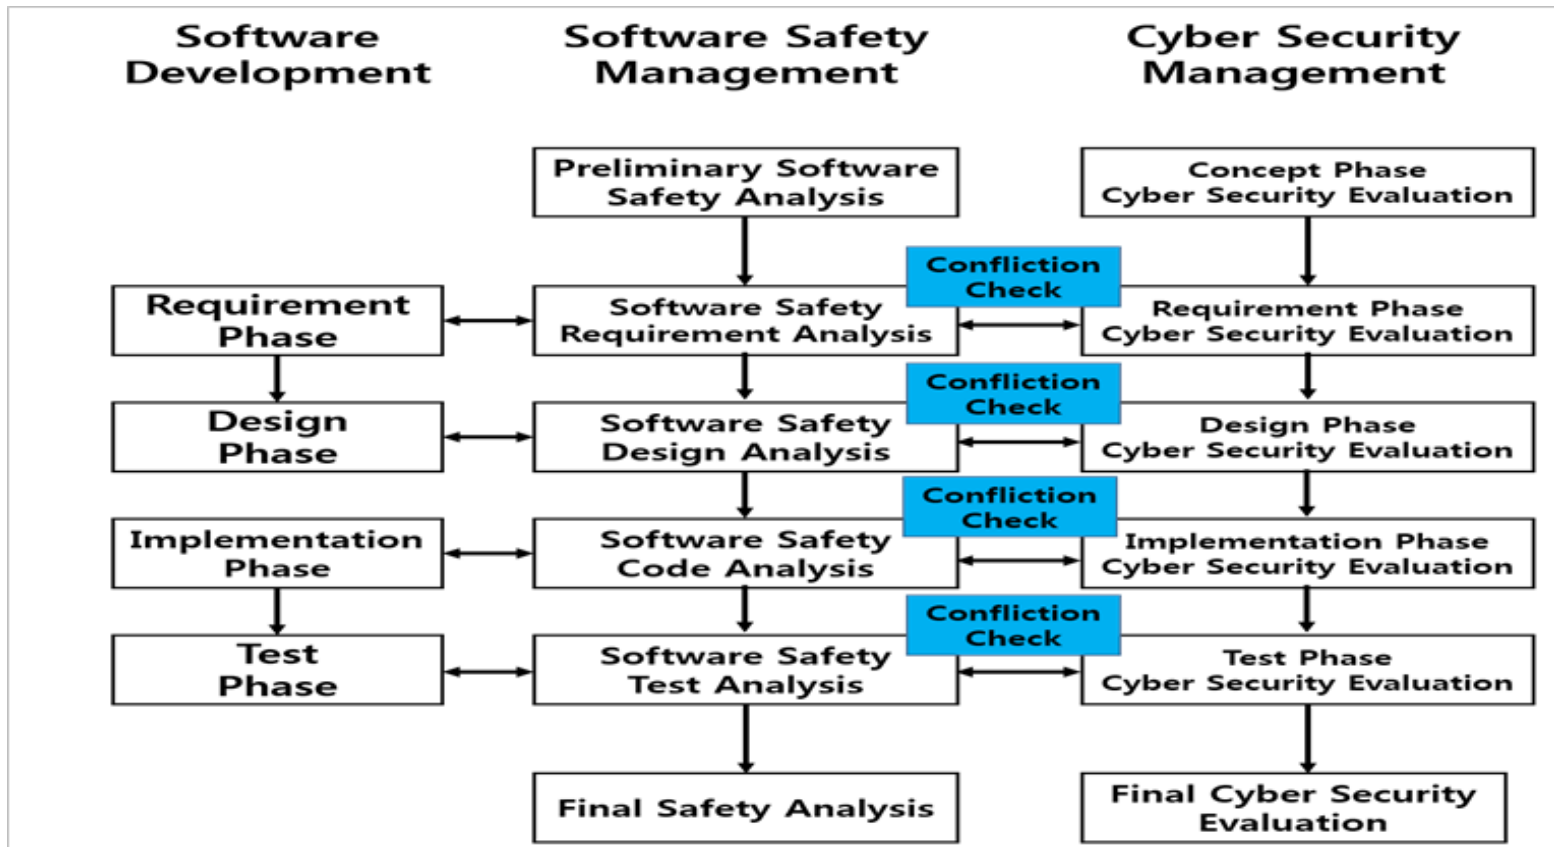 Software
Development
Software Safety
Management
Cyber Security
Management
Preliminary Software
Safety Analysis
Concept Phase
Cyber Security Evaluation
Confliction
Check
Requirement
Phase
Software Safety
Requirement Analysis
Requirement Phase
Cyber Security Evaluation
Confliction
Check
Design
Phase
Software Safety
Design Analysis
Design Phase
Cyber Security Evaluation
Confliction
Check
Implementation
Phase
Software Safety
Code Analysis
Implementation Phase
Cyber Security Evaluation
Confliction
Check
Test
Phase
Software Safety
Test Analysis
Test Phase
Cyber Security Evaluation
Final Safety Analysis
Final Cyber Security
Evaluation